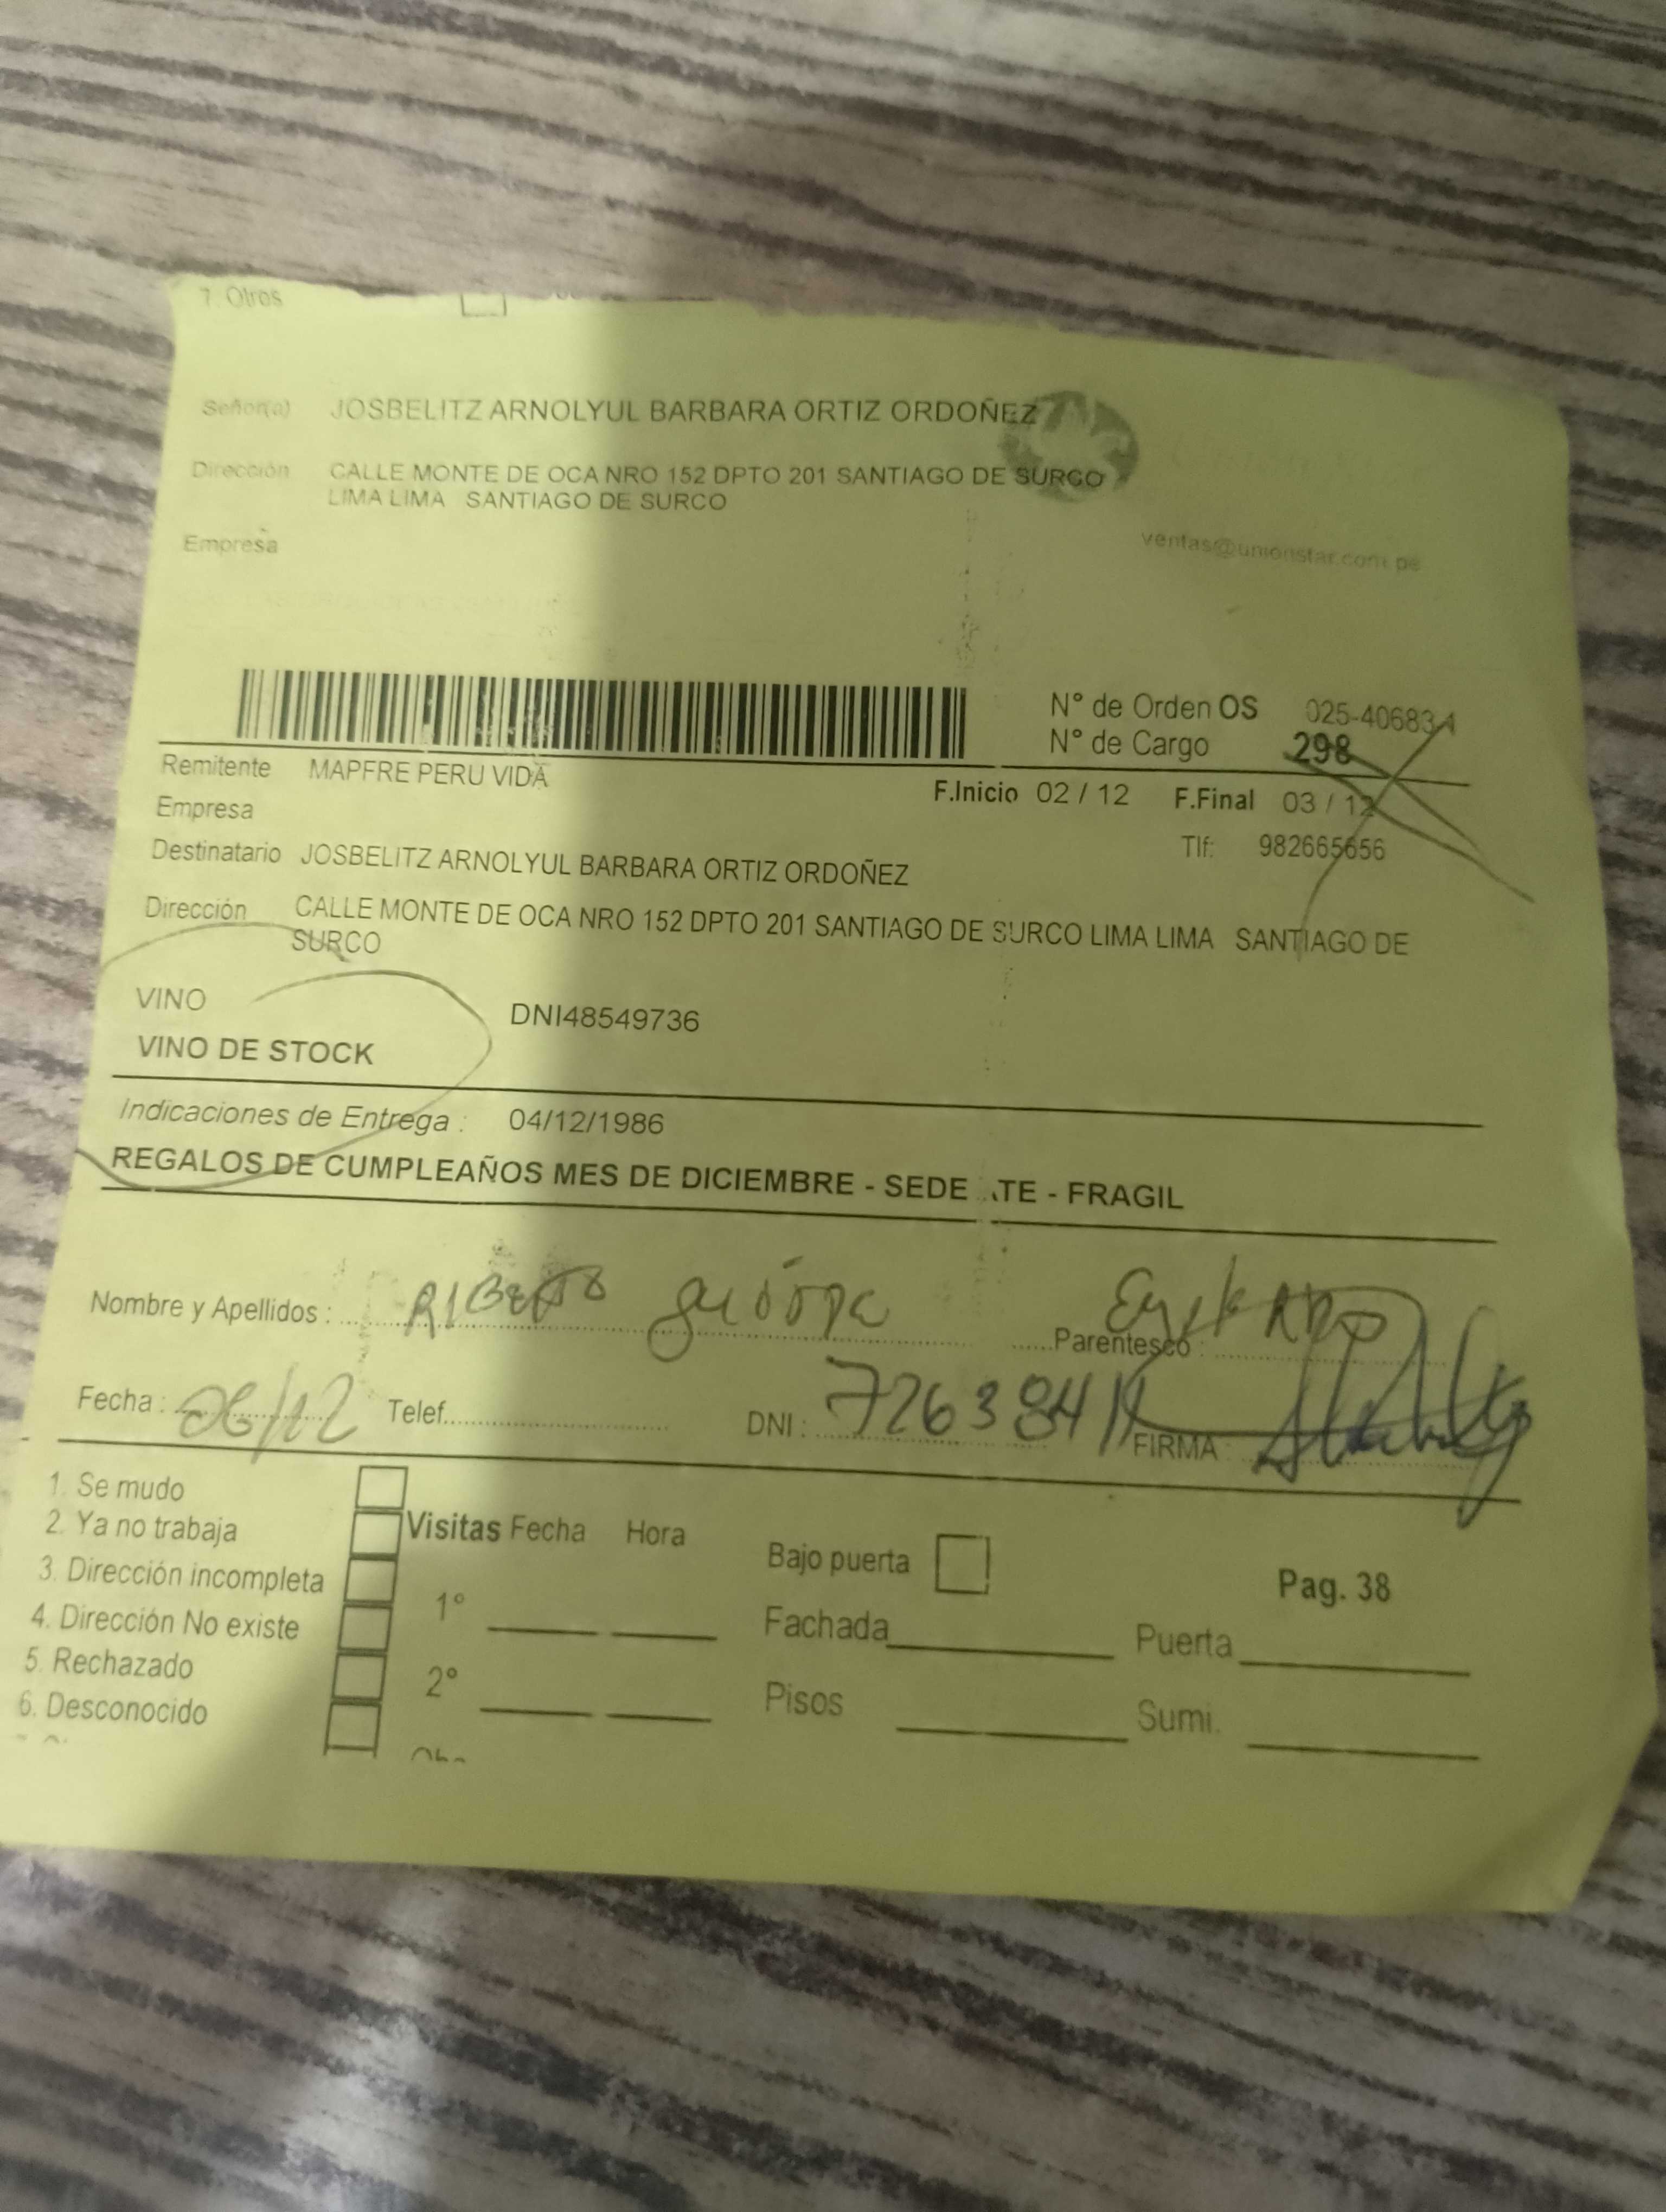 7. Otros
Señor(a) JOSBELITZ ARNOLYUL BARBARA ORTIZ ORDOÑEZ
Dirección CALLE MONTE DE OCA NRO 152 DPTO 201 SANTIAGO DE SURCO
LIMA LIMA SANTIAGO DE SURCO
Empresa
ventas@unionstar.com.pe
N° de Orden OS 025-406834
N° de Cargo 298
Remitente MAPFRE PERU VIDA
F.Inicio 02 / 12 F.Final 03 / 12
Empresa
Tlf: 982665656
Destinatario JOSBELITZ ARNOLYUL BARBARA ORTIZ ORDOÑEZ
Dirección CALLE MONTE DE OCA NRO 152 DPTO 201 SANTIAGO DE SURCO LIMA LIMA SANTIAGO DE
SURCO
VINO
DNI48549736
VINO DE STOCK
Indicaciones de Entrega : 04/12/1986
REGALOS DE CUMPLEAÑOS MES DE DICIEMBRE - SEDE TE - FRAGIL
Nombre y Apellidos : Alberto Parentesco :
Fecha : 06/12 Telef. DNI : FIRMA :
1. Se mudo
2. Ya no trabaja
3. Dirección incompleta
4. Dirección No existe
5. Rechazado
6. Desconocido
Visitas Fecha Hora
1°
2°
Bajo puerta
Fachada
Pisos
Pag. 38
Puerta
Sumi.